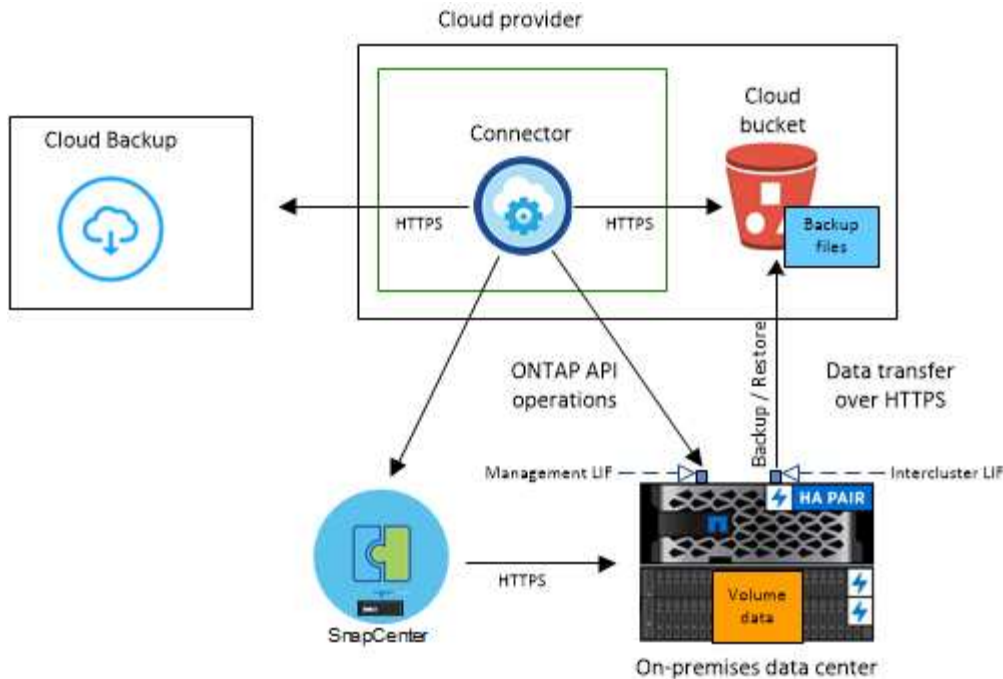 Cloud provider
Cloud Backup
Connector
Cloud
bucket
HTTPS
HTTPS
Backup
files
ONTAP API
operations
Backup / Restore
Data transfer
over HTTPS
Management LIF
Intercluster LIF
HA PAIR
HTTPS
Volume
data
SnapCenter
On-premises data center